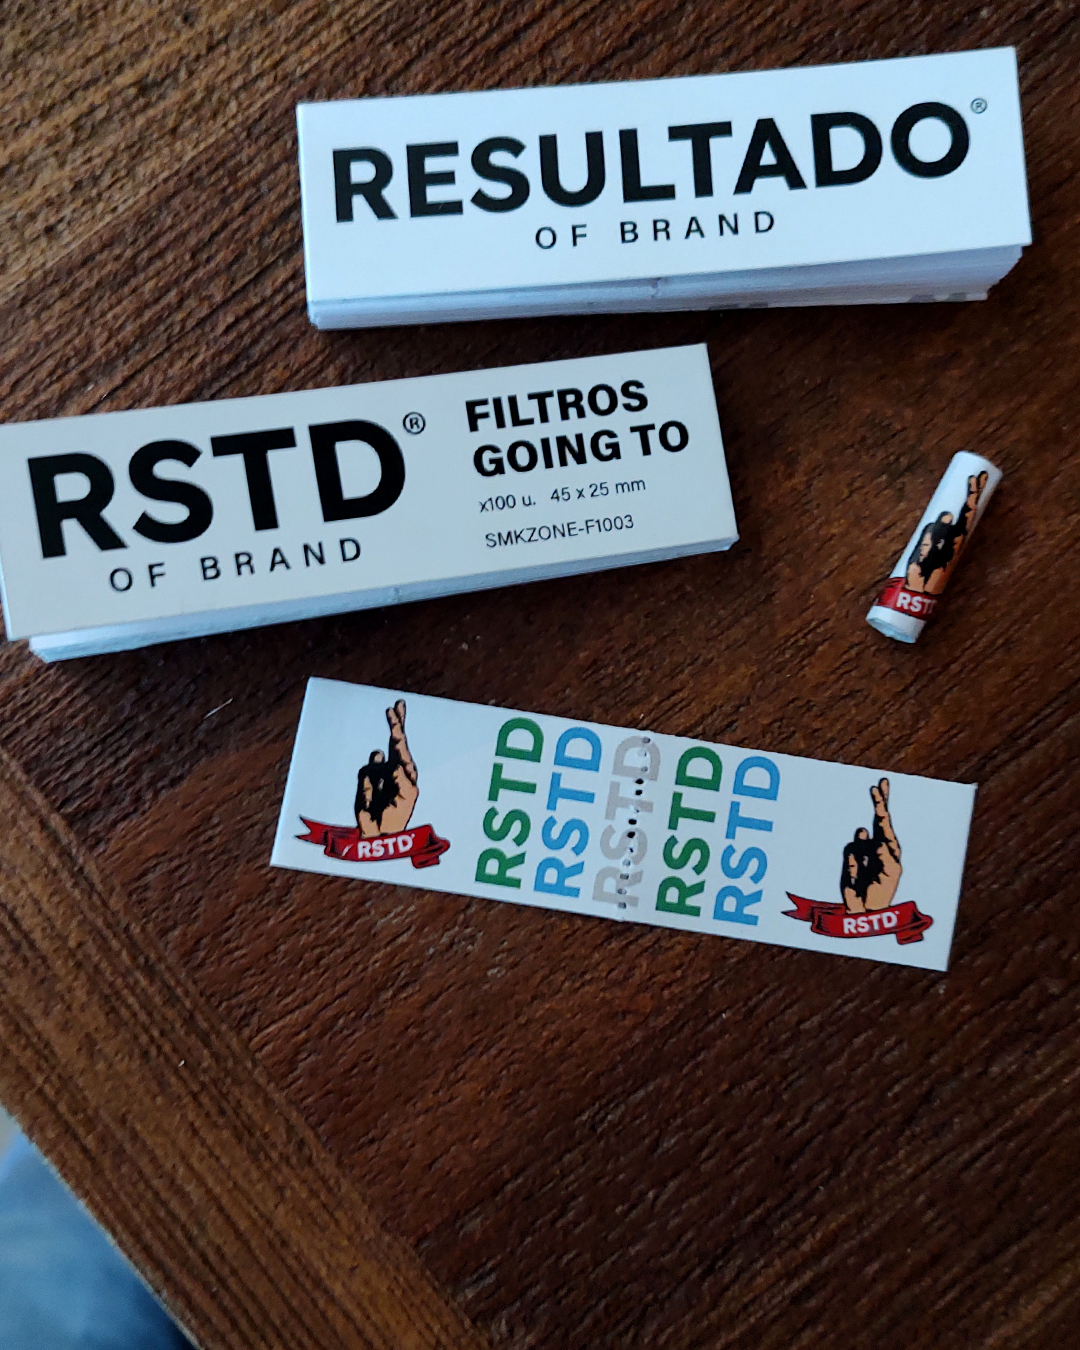 RESULTADO®
OF BRAND
RSTD®
OF BRAND
FILTROS
GOING TO
x100 u. 45 x 25 mm
SMKZONE-F1003
RST
RSTD
RSTD
RSTD
RSTD
RSTD
RSTD
RSTD